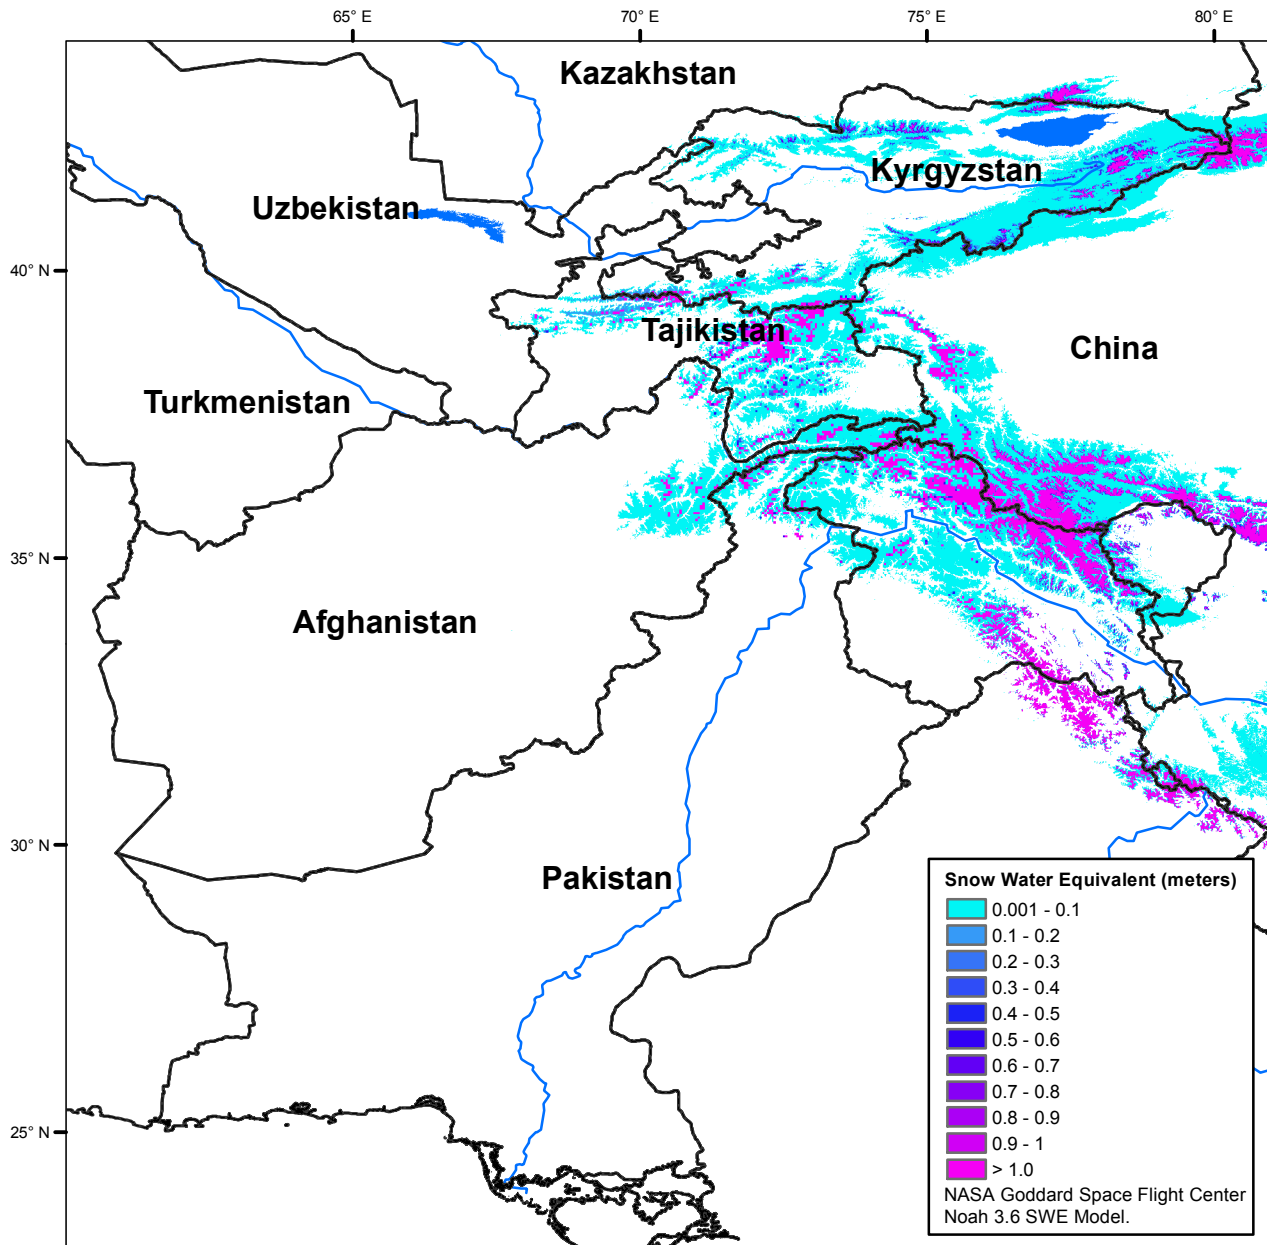 65° E
70° E
75° E
80° E
Kazakhstan
Kyrgyzstan
Uzbekistan
40° N
Tajikistan
China
Turkmenistan
35° N
Afghanistan
30° N
Pakistan
25° N
Snow Water Equivalent (meters)
0.001 - 0.1
0.1 - 0.2
0.2 - 0.3
0.3 - 0.4
0.4 - 0.5
0.5 - 0.6
0.6 - 0.7
0.7 - 0.8
0.8 - 0.9
0.9 - 1
> 1.0
NASA Goddard Space Flight Center
Noah 3.6 SWE Model.